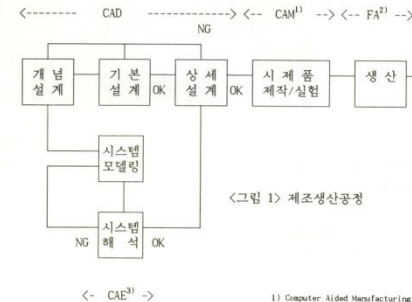 <-------- CAD -------------> <-- CAM1) --> <-- FA2) -->
NG
개 념 기 본 상 세 시 제 품 생 산
설 계 설 계 OK 설 계 OK 제작/실험
시스템
모델링
<그림 1> 제조생산공정
시스템
NG 해 석 OK
<- CAE3) ->
1) Computer Aided Manufacturing